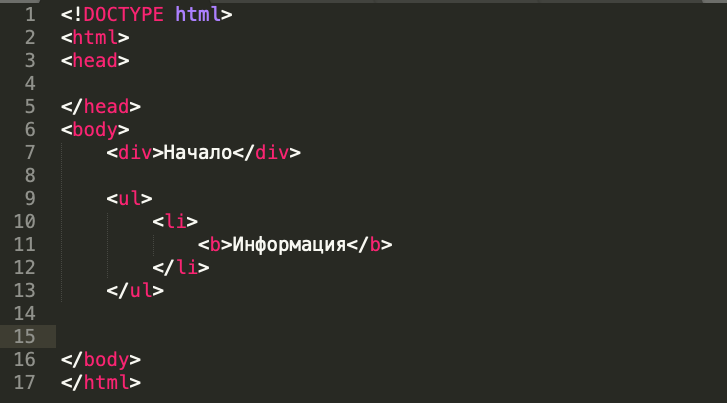 1 <!DOCTYPE html>
2 <html>
3 <head>
4
5 </head>
6 <body>
7     <div>Начало</div>
8
9     <ul>
10         <li>
11             <b>Информация</b>
12         </li>
13     </ul>
14
15
16 </body>
17 </html>